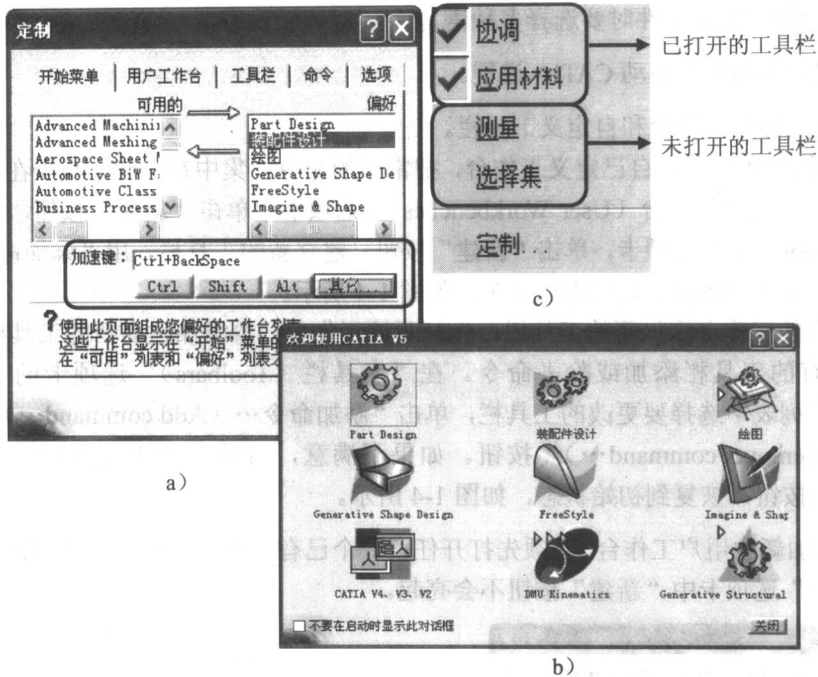 定制
开始菜单 用户工作台 工具栏 命令 选项
可用的 偏好
Advanced Machinin
Advanced Meshing
Aerospace Sheet M
Automotive BiW F
Automotive Class
Business Process
Part Design
装配件设计
绘图
Generative Shape De
FreeStyle
Imagine & Shape
加速键：Ctrl+BackSpace
Ctrl Shift Alt 其它...
使用此页面组成您偏好的工作台列表
这些工作台显示在“开始”菜单的
在“可用”列表和“偏好”列表之
a）
协调
应用材料
测量
选择集
定制...
已打开的工具栏
未打开的工具栏
c）
欢迎使用CATIA V5
Part Design 装配件设计 绘图
Generative Shape Design FreeStyle Imagine & Shap
CATIA V4、V3、V2 DMU Kinematics Generative Structural
不要在启动时显示此对话框 关闭
b）